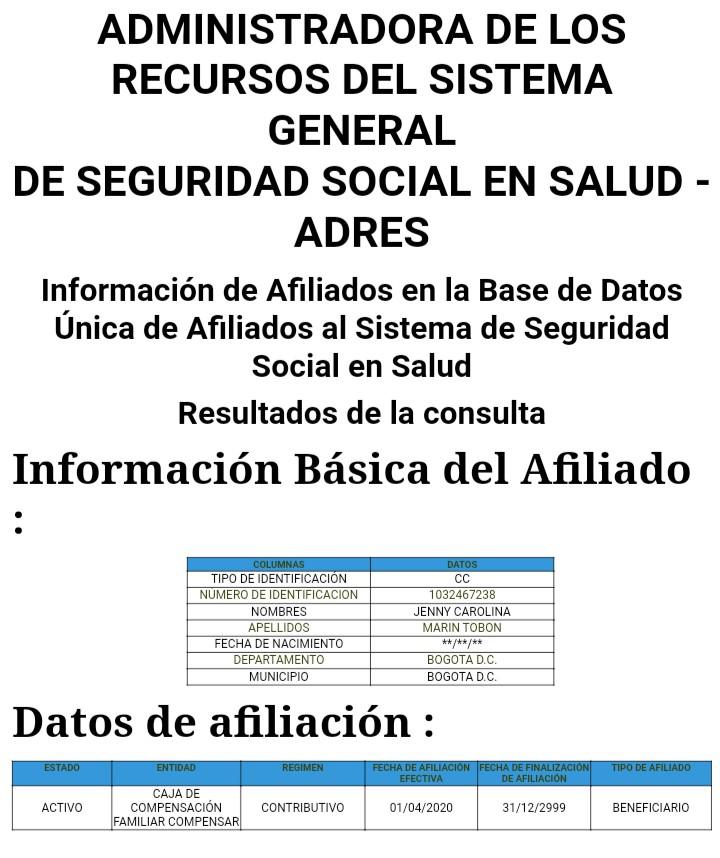 ADMINISTRADORA DE LOS
RECURSOS DEL SISTEMA
GENERAL
DE SEGURIDAD SOCIAL EN SALUD -
ADRES
Información de Afiliados en la Base de Datos
Única de Afiliados al Sistema de Seguridad
Social en Salud
Resultados de la consulta
Información Básica del Afiliado
:
COLUMNAS DATOS
TIPO DE IDENTIFICACIÓN CC
NÚMERO DE IDENTIFICACION 1032467238
NOMBRES JENNY CAROLINA
APELLIDOS MARIN TOBON
FECHA DE NACIMIENTO **/**/**
DEPARTAMENTO BOGOTA D.C.
MUNICIPIO BOGOTA D.C.
Datos de afiliación :
ESTADO ENTIDAD REGIMEN FECHA DE AFILIACIÓN EFECTIVA FECHA DE FINALIZACIÓN DE AFILIACIÓN TIPO DE AFILIADO
ACTIVO CAJA DE COMPENSACIÓN FAMILIAR COMPENSAR CONTRIBUTIVO 01/04/2020 31/12/2999 BENEFICIARIO